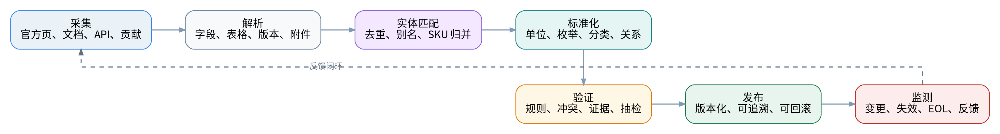 采集
官方页、文档、API、贡献
解析
字段、表格、版本、附件
实体匹配
去重、别名、SKU 归并
标准化
单位、枚举、分类、关系
反馈闭环
验证
规则、冲突、证据、抽检
发布
版本化、可追溯、可回滚
监测
变更、失效、EOL、反馈